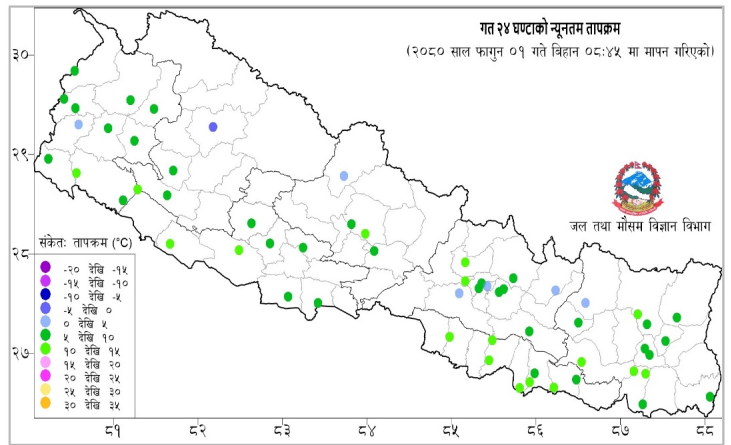 गत २४ घण्टाको न्यूनतम तापक्रम
(२०८० साल फागुन ०१ गते बिहान ०८:४५ मा मापन गरिएको)
३०
२९
२८
२७
जल तथा मौसम विज्ञान विभाग
संकेतः तापक्रम (°C)
-२० देखि -१५
-१५ देखि -१०
-१० देखि -५
-५ देखि ०
० देखि ५
५ देखि १०
१० देखि १५
१५ देखि २०
२० देखि २५
२५ देखि ३०
३० देखि ३५
८१ ८२ ८३ ८४ ८५ ८६ ८७ ८८